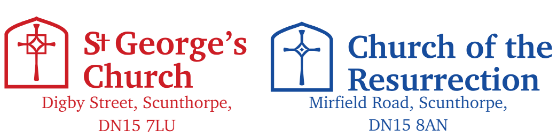 St George's
Church
Digby Street, Scunthorpe,
DN15 7LU
Church of the
Resurrection
Mirfield Road, Scunthorpe,
DN15 8AN